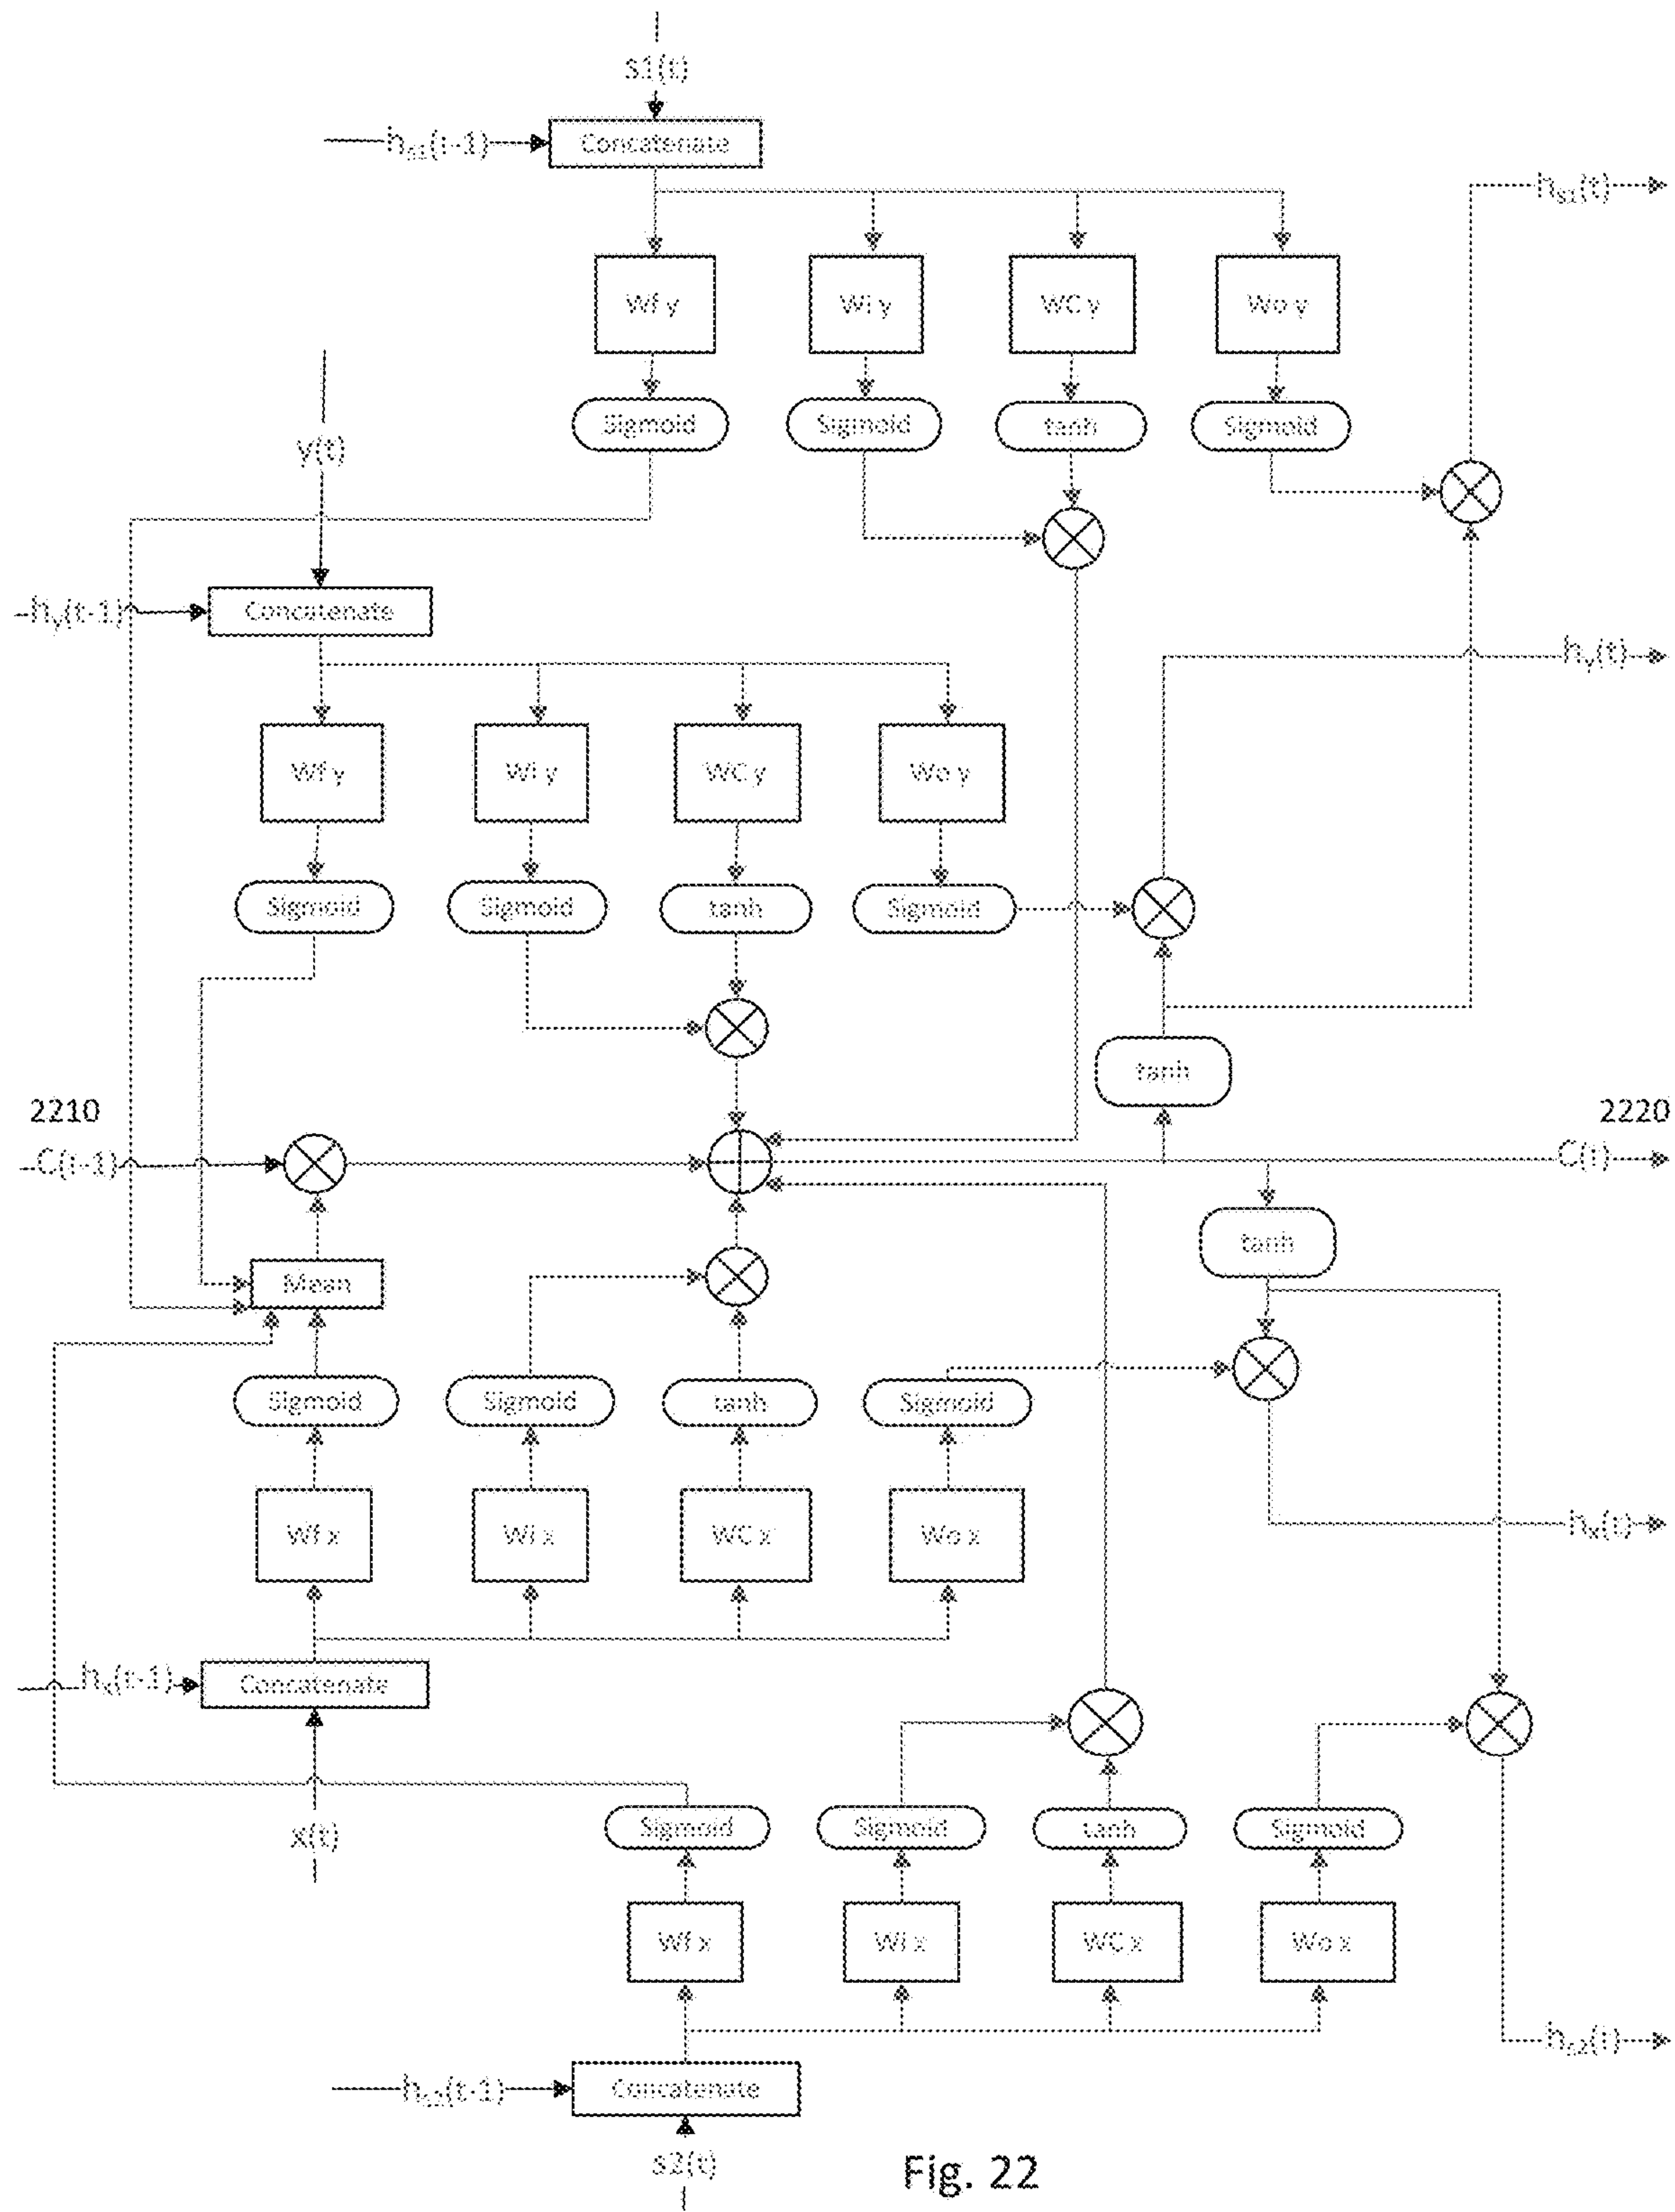 s1(t)
hs1(t-1)
Concatenate
hs1(t)
Wf y
Wi y
WC y
Wo y
Sigmoid
Sigmoid
tanh
Sigmoid
y(t)
hy(t-1)
Concatenate
hy(t)
Wf y
Wi y
WC y
Wo y
Sigmoid
Sigmoid
tanh
Sigmoid
tanh
2210
2220
C(t-1)
C(t)
tanh
Mean
Sigmoid
Sigmoid
tanh
Sigmoid
Wf x
Wi x
WC x
Wo x
hx(t)
hx(t-1)
Concatenate
x(t)
Sigmoid
Sigmoid
tanh
Sigmoid
Wf x
Wi x
WC x
Wo x
hs2(t)
hs2(t-1)
Concatenate
s2(t)
Fig. 22